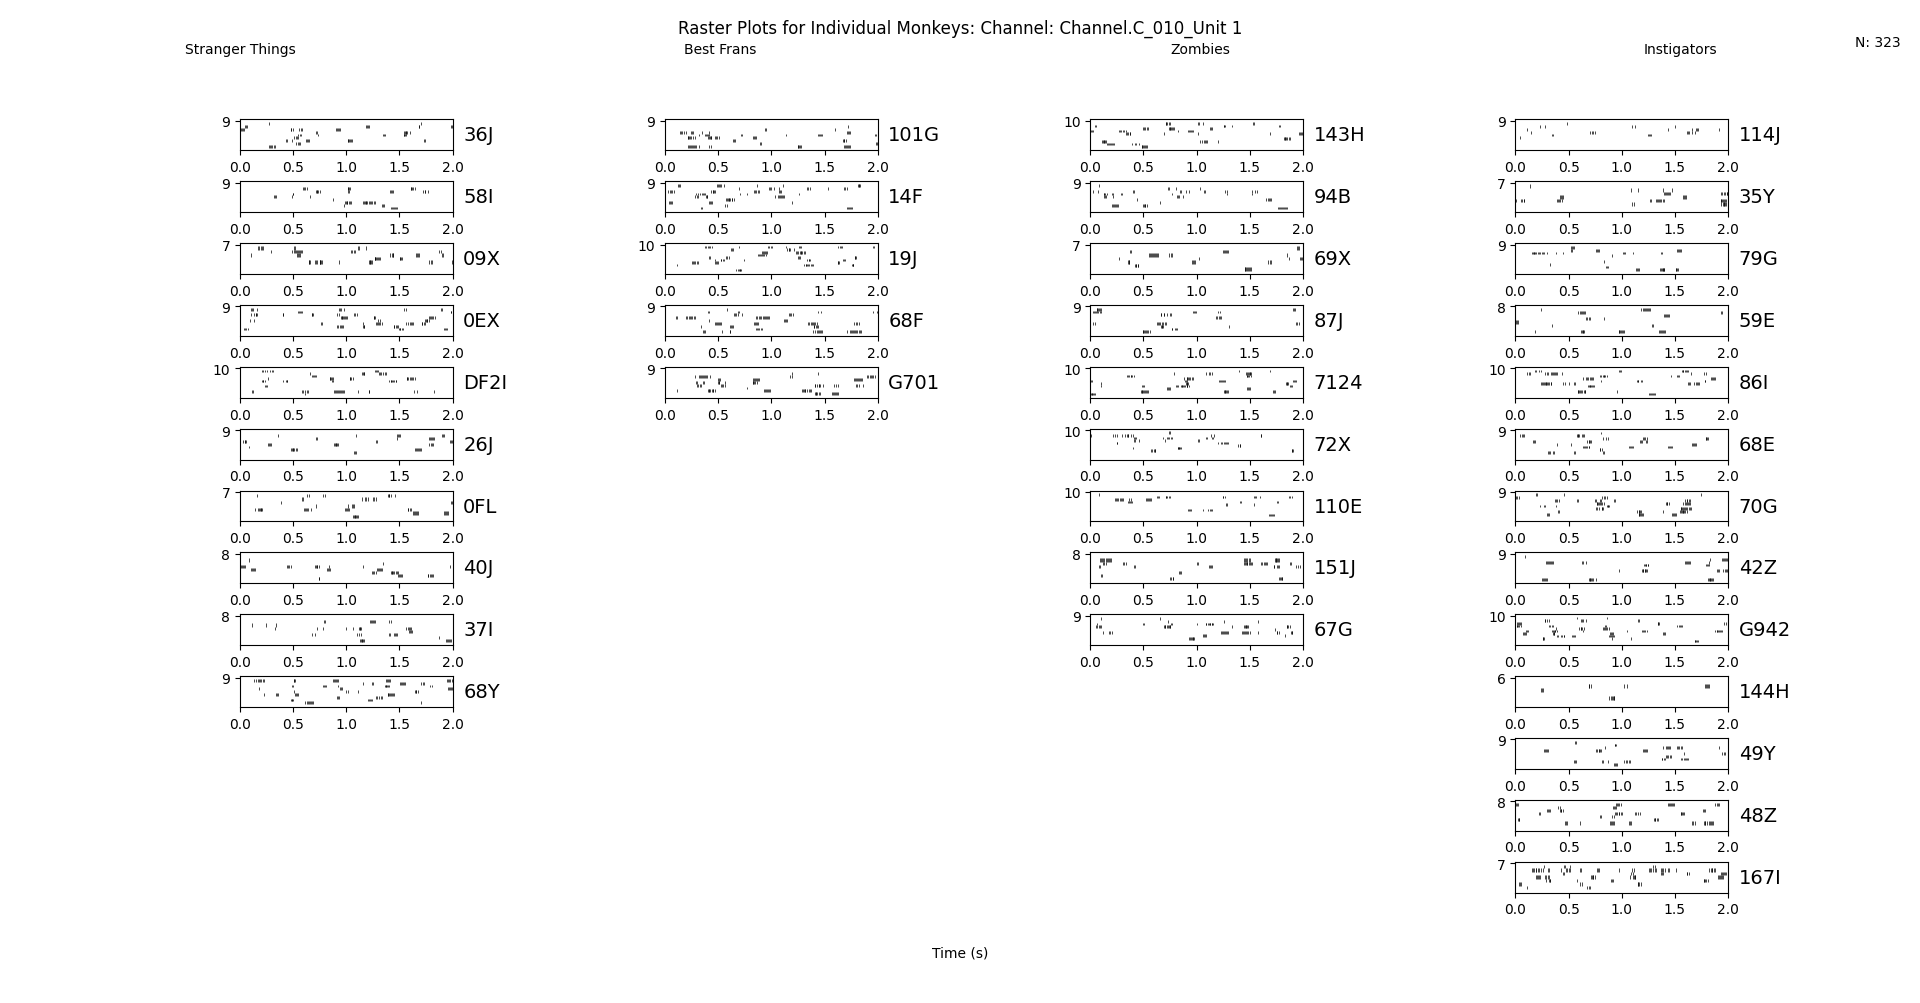 Raster Plots for Individual Monkeys: Channel: Channel.C_010_Unit 1
Stranger Things Best Frans Zombies Instigators N: 323
9 36J 9 101G 10 143H 9 114J
0.0 0.5 1.0 1.5 2.0 0.0 0.5 1.0 1.5 2.0 0.0 0.5 1.0 1.5 2.0 0.0 0.5 1.0 1.5 2.0
9 58I 9 14F 9 94B 7 35Y
0.0 0.5 1.0 1.5 2.0 0.0 0.5 1.0 1.5 2.0 0.0 0.5 1.0 1.5 2.0 0.0 0.5 1.0 1.5 2.0
7 09X 10 19J 7 69X 9 79G
0.0 0.5 1.0 1.5 2.0 0.0 0.5 1.0 1.5 2.0 0.0 0.5 1.0 1.5 2.0 0.0 0.5 1.0 1.5 2.0
9 0EX 9 68F 9 87J 8 59E
0.0 0.5 1.0 1.5 2.0 0.0 0.5 1.0 1.5 2.0 0.0 0.5 1.0 1.5 2.0 0.0 0.5 1.0 1.5 2.0
10 DF2I 9 G701 10 7124 10 86I
0.0 0.5 1.0 1.5 2.0 0.0 0.5 1.0 1.5 2.0 0.0 0.5 1.0 1.5 2.0 0.0 0.5 1.0 1.5 2.0
9 26J 10 72X 9 68E
0.0 0.5 1.0 1.5 2.0 0.0 0.5 1.0 1.5 2.0 0.0 0.5 1.0 1.5 2.0
7 0FL 10 110E 9 70G
0.0 0.5 1.0 1.5 2.0 0.0 0.5 1.0 1.5 2.0 0.0 0.5 1.0 1.5 2.0
8 40J 8 151J 9 42Z
0.0 0.5 1.0 1.5 2.0 0.0 0.5 1.0 1.5 2.0 0.0 0.5 1.0 1.5 2.0
8 37I 9 67G 10 G942
0.0 0.5 1.0 1.5 2.0 0.0 0.5 1.0 1.5 2.0 0.0 0.5 1.0 1.5 2.0
9 68Y 6 144H
0.0 0.5 1.0 1.5 2.0 0.0 0.5 1.0 1.5 2.0
9 49Y
0.0 0.5 1.0 1.5 2.0
8 48Z
0.0 0.5 1.0 1.5 2.0
7 167I
0.0 0.5 1.0 1.5 2.0
Time (s)